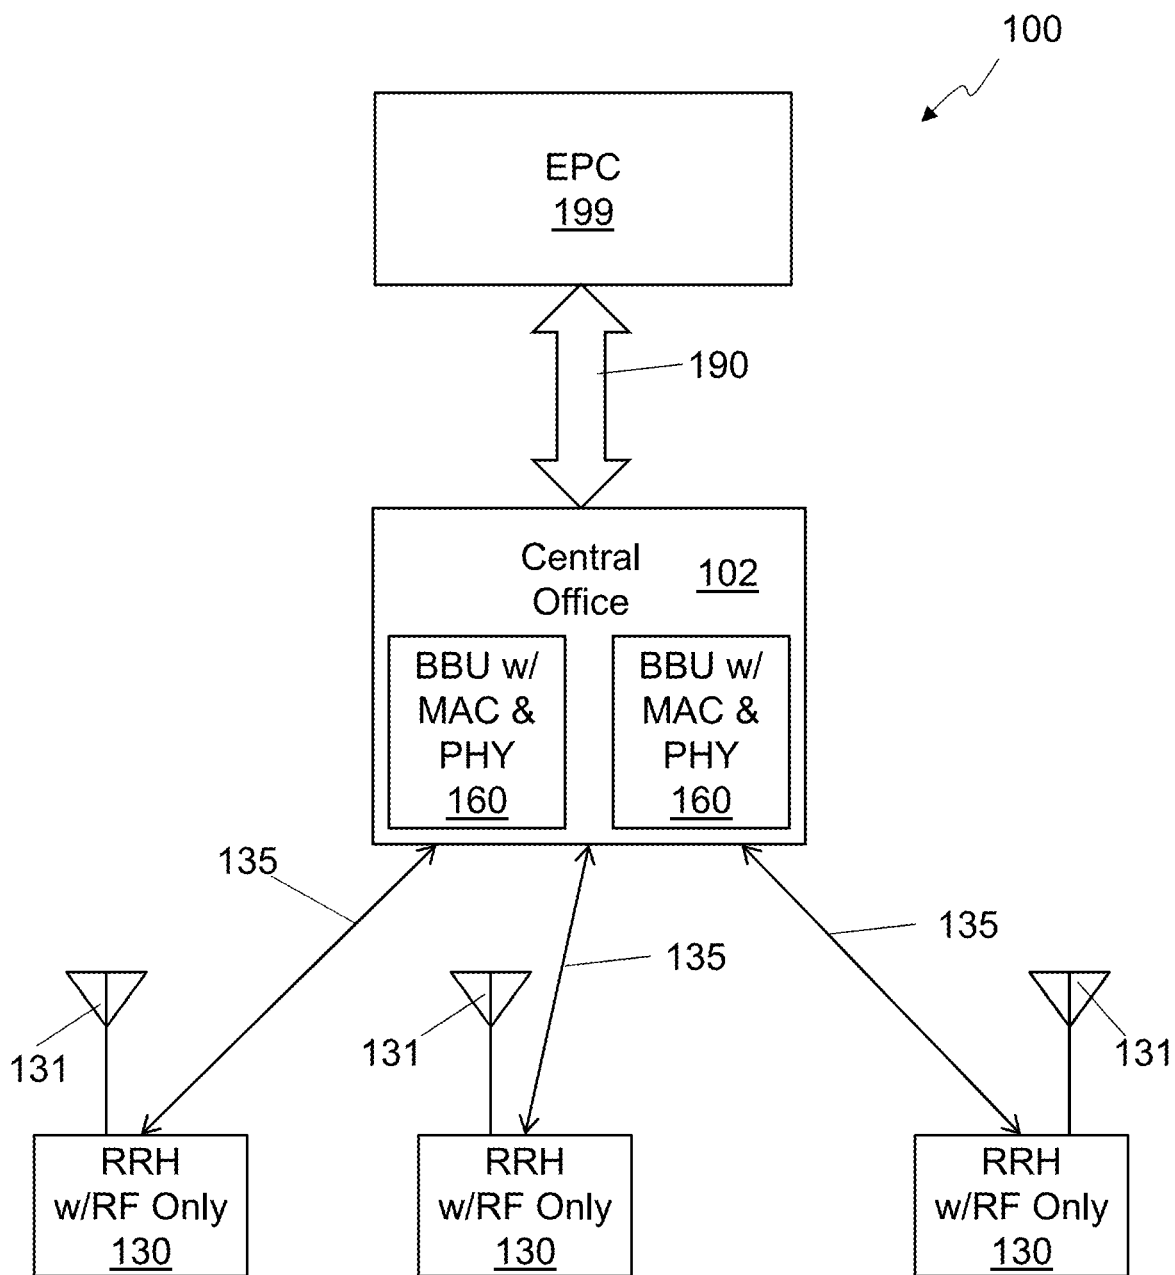 100
EPC
199
190
Central
Office
102
BBU w/
MAC &
PHY
160
BBU w/
MAC &
PHY
160
135
135
135
131
131
131
RRH
w/RF Only
130
RRH
w/RF Only
130
RRH
w/RF Only
130